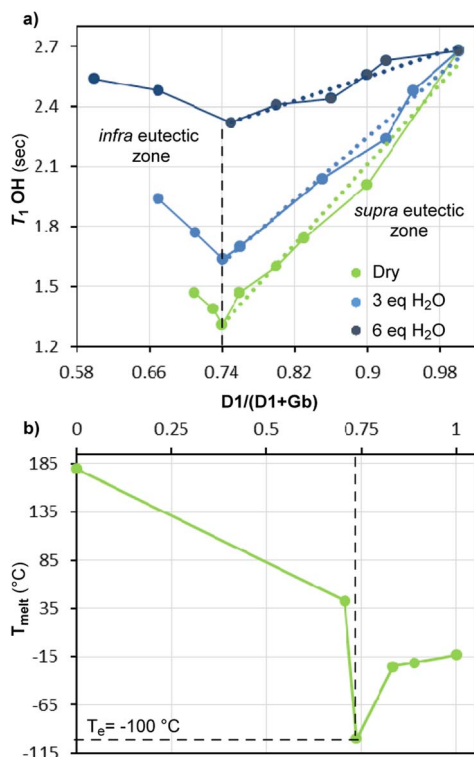 a)
2.7
2.4
2.1
1.8
1.5
1.2
T₁ OH (sec)
infra eutectic
zone
supra eutectic
zone
Dry
3 eq H₂O
6 eq H₂O
0.58 0.66 0.74 0.82 0.9 0.98
D1/(D1+Gb)
b)
0 0.25 0.5 0.75 1
185
135
85
35
-15
-65
-115
Tmelt (°C)
Te= -100 °C